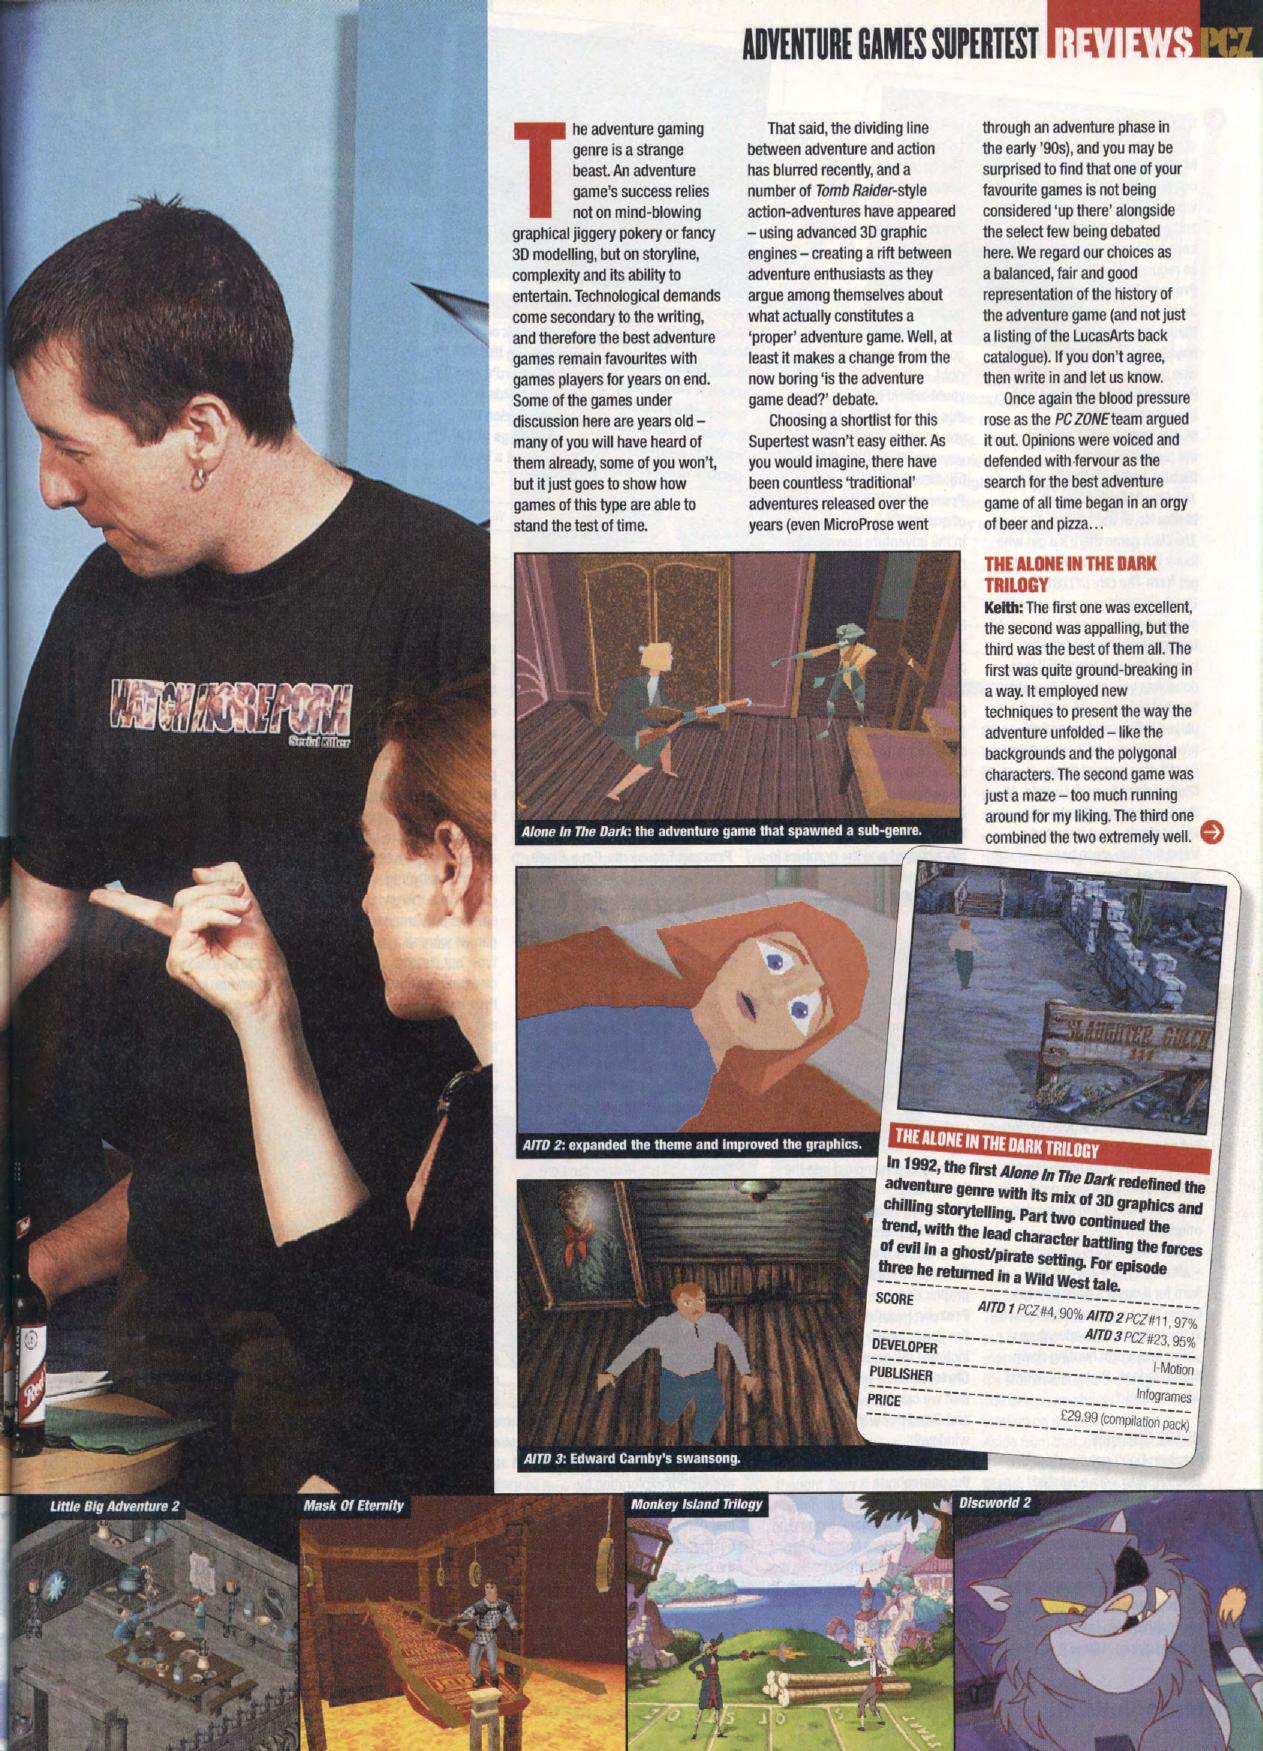 ADVENTURE GAMES SUPERTEST REVIEWS PCZ
The adventure gaming
genre is a strange
beast. An adventure
game's success relies
not on mind-blowing
graphical jiggery pokery or fancy
3D modelling, but on storyline,
complexity and its ability to
entertain. Technological demands
come secondary to the writing,
and therefore the best adventure
games remain favourites with
games players for years on end.
Some of the games under
discussion here are years old –
many of you will have heard of
them already, some of you won't,
but it just goes to show how
games of this type are able to
stand the test of time.
That said, the dividing line
between adventure and action
has blurred recently, and a
number of Tomb Raider-style
action-adventures have appeared
– using advanced 3D graphic
engines – creating a rift between
adventure enthusiasts as they
argue among themselves about
what actually constitutes a
'proper' adventure game. Well, at
least it makes a change from the
now boring 'is the adventure
game dead?' debate.
Choosing a shortlist for this
Supertest wasn't easy either. As
you would imagine, there have
been countless 'traditional'
adventures released over the
years (even MicroProse went
through an adventure phase in
the early '90s), and you may be
surprised to find that one of your
favourite games is not being
considered 'up there' alongside
the select few being debated
here. We regard our choices as
a balanced, fair and good
representation of the history of
the adventure game (and not just
a listing of the LucasArts back
catalogue). If you don't agree,
then write in and let us know.
Once again the blood pressure
rose as the PC ZONE team argued
it out. Opinions were voiced and
defended with fervour as the
search for the best adventure
game of all time began in an orgy
of beer and pizza…
THE ALONE IN THE DARK
TRILOGY
Keith: The first one was excellent,
the second was appalling, but the
third was the best of them all. The
first was quite ground-breaking in
a way. It employed new
techniques to present the way the
adventure unfolded – like the
backgrounds and the polygonal
characters. The second game was
just a maze – too much running
around for my liking. The third one
combined the two extremely well.
WATCH MORE PORN
Serial Killer
Alone In The Dark: the adventure game that spawned a sub-genre.
AITD 2: expanded the theme and improved the graphics.
AITD 3: Edward Carnby's swansong.
SLAUGHTER GULCH
THE ALONE IN THE DARK TRILOGY
In 1992, the first Alone In The Dark redefined the
adventure genre with its mix of 3D graphics and
chilling storytelling. Part two continued the
trend, with the lead character battling the forces
of evil in a ghost/pirate setting. For episode
three he returned in a Wild West tale.
SCORE AITD 1 PCZ #4, 90% AITD 2 PCZ #11, 97%
AITD 3 PCZ #23, 95%
DEVELOPER I-Motion
PUBLISHER Infogrames
PRICE £29.99 (compilation pack)
Little Big Adventure 2
Mask Of Eternity
Monkey Island Trilogy
Discworld 2
START